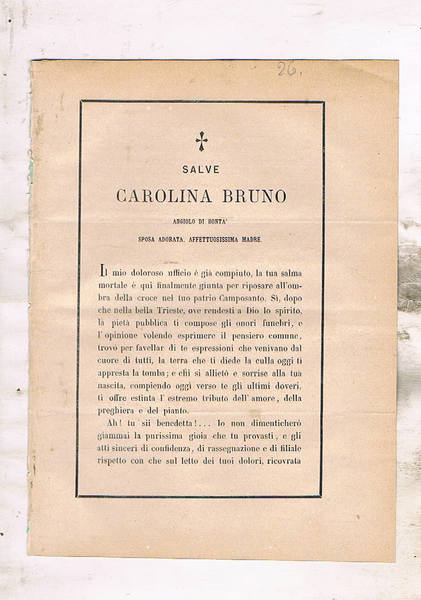 26.
SALVE
CAROLINA BRUNO
ANGIOLO DI BONTA'
SPOSA ADORATA, AFFETTUOSISSIMA MADRE.
Il mio doloroso ufficio è già compiuto, la tua salma
mortale è qui finalmente giunta per riposare all'om-
bra della croce nel tuo patrio Camposanto. Sì, dopo
che nella bella Trieste, ove rendesti a Dio lo spirito,
la pietà pubblica ti compose gli onori funebri, e
l'opinione volendo esprimere il pensiero comune,
trovò per favellar di te espressioni che venivano dal
cuore di tutti, la terra che ti diede la culla oggi ti
appresta la tomba; e chi si allietò e sorrise alla tua
nascita, compiendo oggi verso te gli ultimi doveri,
ti offre estinta l'estremo tributo dell'amore, della
preghiera e del pianto.
Ah! tu sii benedetta!... Io non dimenticherò
giammai la purissima gioia che tu provasti, e gli
atti sinceri di confidenza, di rassegnazione e di filiale
rispetto con che sul letto dei tuoi dolori, ricovrata